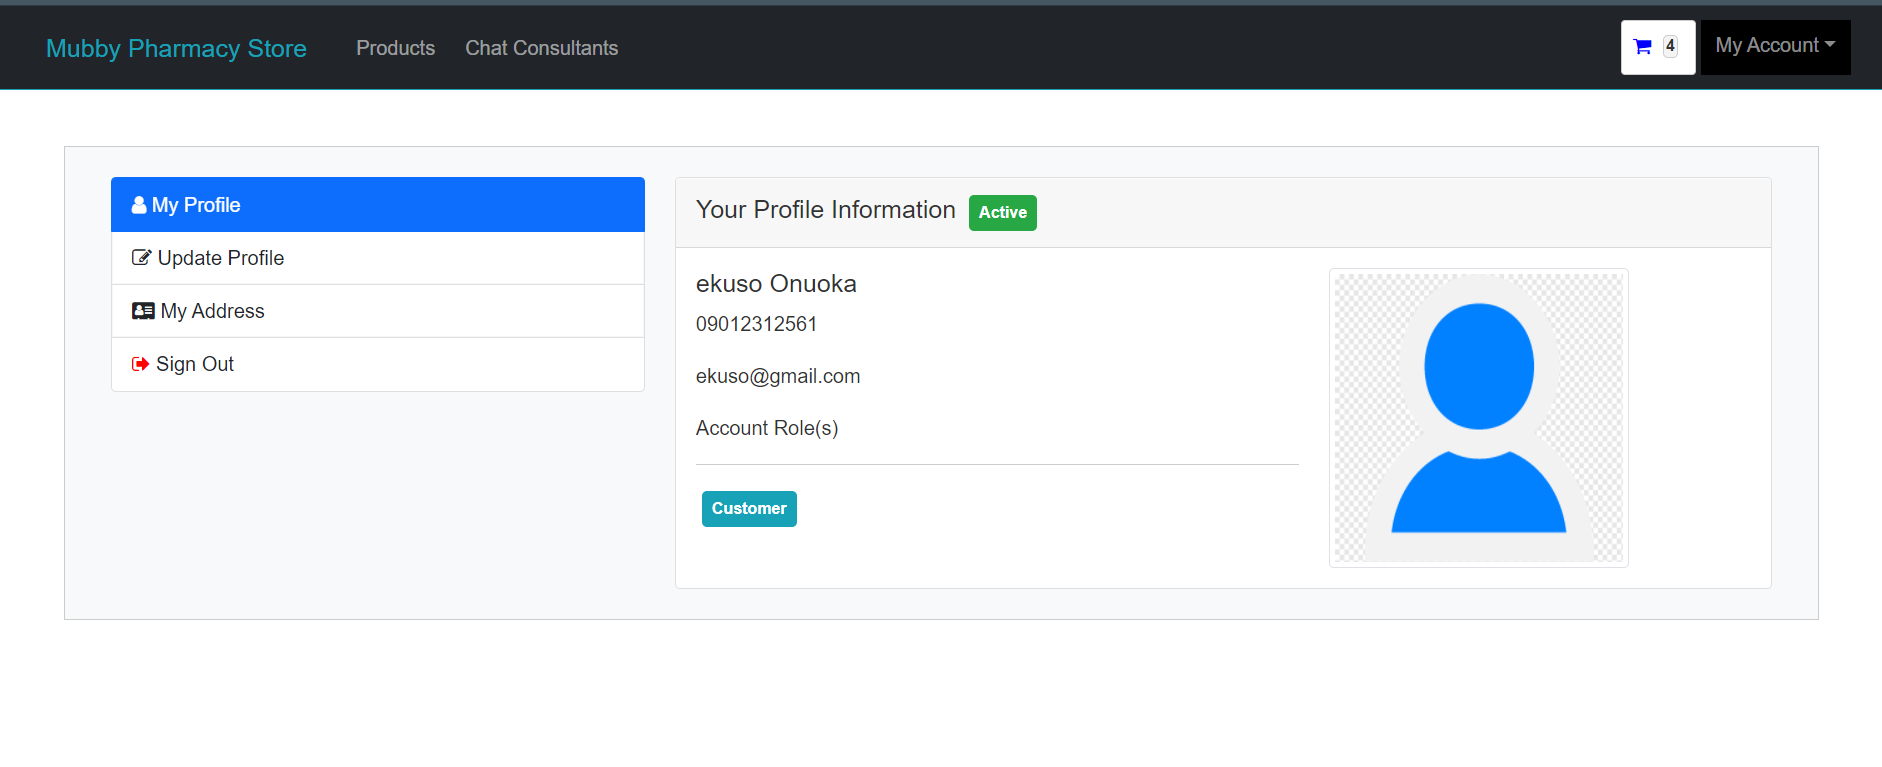 Mubby Pharmacy Store Products Chat Consultants 4 My Account
My Profile
Update Profile
My Address
Sign Out
Your Profile Information Active
ekuso Onuoka
09012312561
ekuso@gmail.com
Account Role(s)
Customer